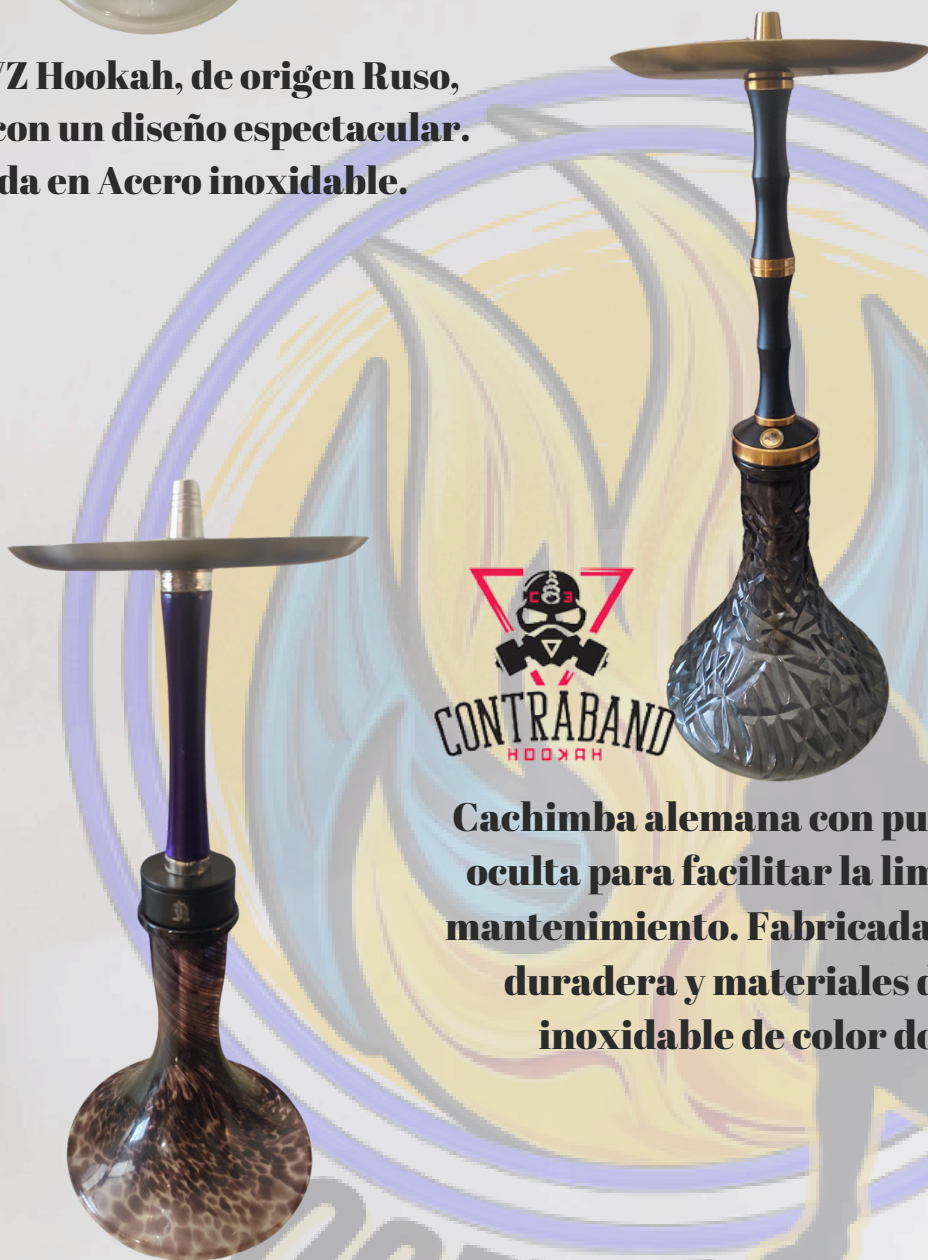 Z Hookah, de origen Ruso,
con un diseño espectacular.
da en Acero inoxidable.
CONTRABAND
HOOKAH
Cachimba alemana con pu
oculta para facilitar la lim
mantenimiento. Fabricada
duradera y materiales d
inoxidable de color do